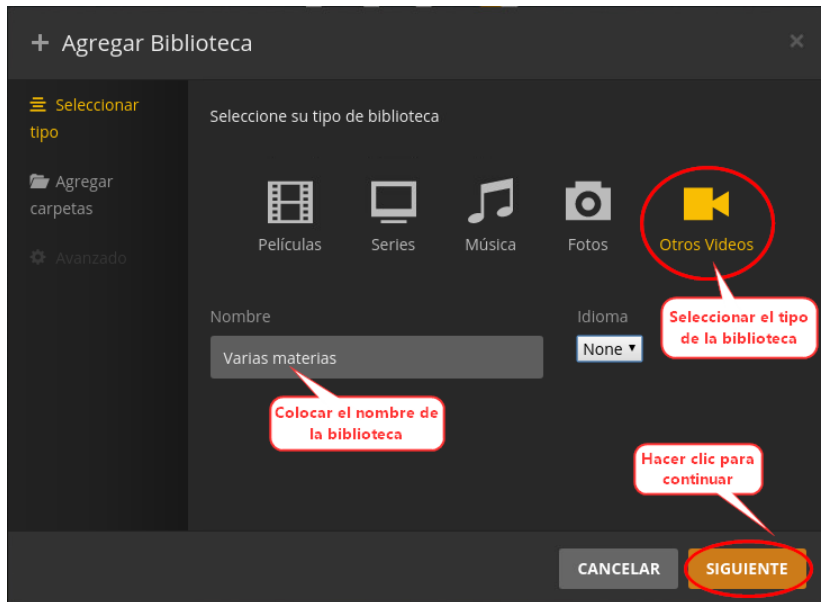 + Agregar Biblioteca
×
Seleccionar
tipo
Agregar
carpetas
Avanzado
Seleccione su tipo de biblioteca
Películas
Series
Música
Fotos
Otros Videos
Seleccionar el tipo
de la biblioteca
Nombre
Idioma
Varias materias
None
Colocar el nombre de
la biblioteca
Hacer clic para
continuar
CANCELAR
SIGUIENTE